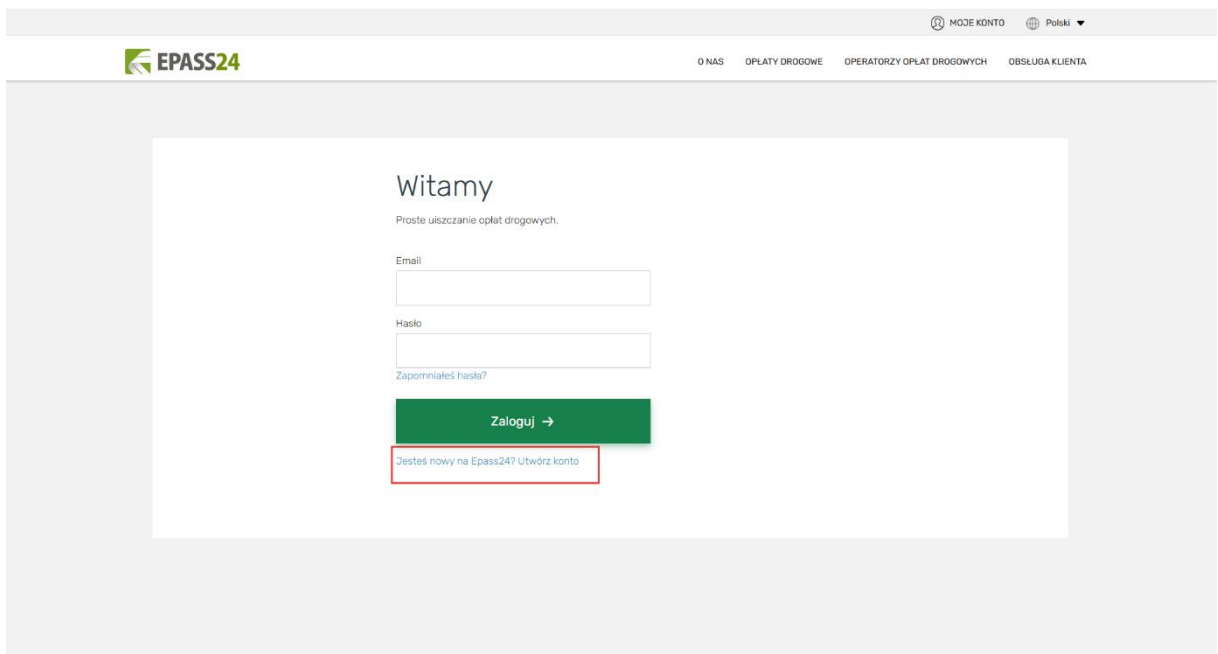 MOJE KONTO Polski
EPASS24 O NAS OPŁATY DROGOWE OPERATORZY OPŁAT DROGOWYCH OBSŁUGA KLIENTA
Witamy
Proste uiszczanie opłat drogowych.
Email
Hasło
Zapomniałeś hasła?
Zaloguj →
Jesteś nowy na Epass24? Utwórz konto